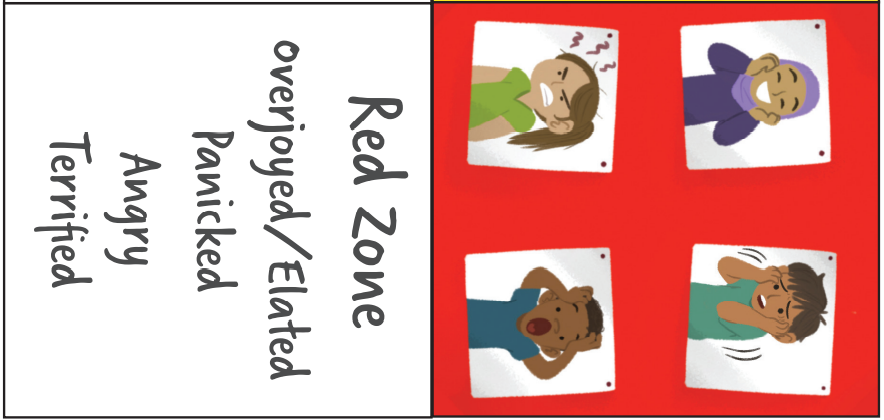 Red Zone
overjoyed/Elated
Panicked
Angry
Terrified